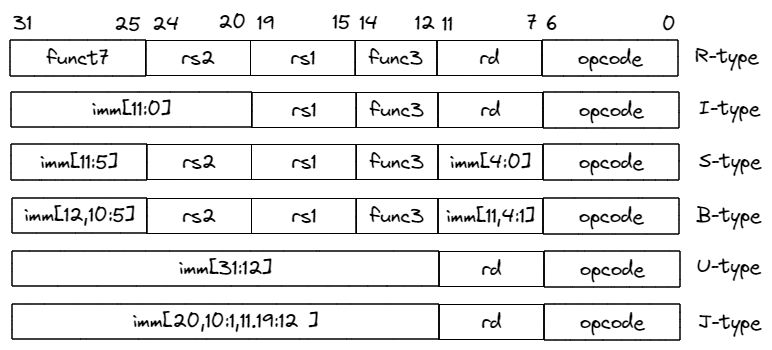 31 25 24 20 19 15 14 12 11 7 6 0
funct7 rs2 rs1 func3 rd opcode R-type
imm[11:0] rs1 func3 rd opcode I-type
imm[11:5] rs2 rs1 func3 imm[4:0] opcode S-type
imm[12,10:5] rs2 rs1 func3 imm[11,4:1] opcode B-type
imm[31:12] rd opcode U-type
imm[20,10:1,11.19:12 ] rd opcode J-type